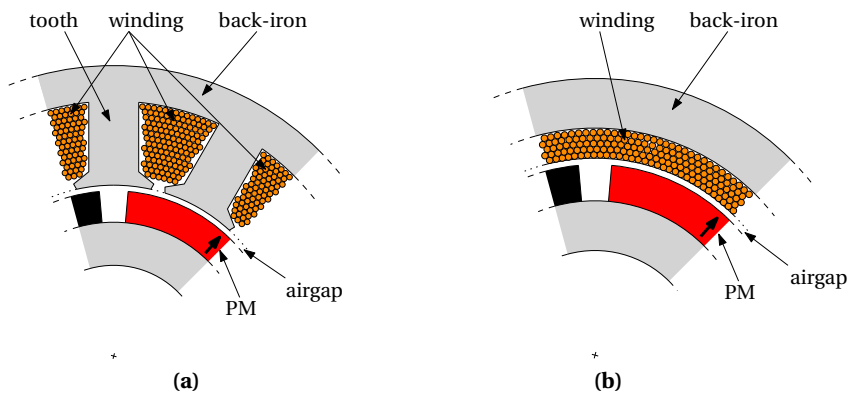 tooth winding back-iron
airgap
PM
(a)
winding back-iron
airgap
PM
(b)